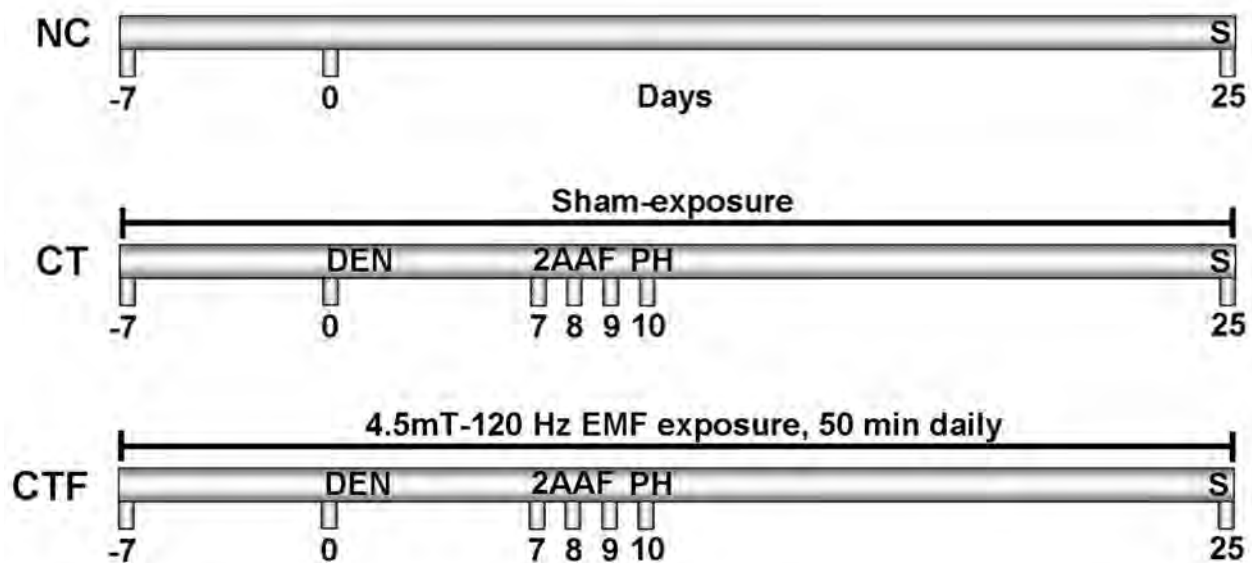 NC S
-7 0 Days 25
Sham-exposure
CT DEN 2AAF PH S
-7 0 7 8 9 10 25
4.5mT-120 Hz EMF exposure, 50 min daily
CTF DEN 2AAF PH S
-7 0 7 8 9 10 25